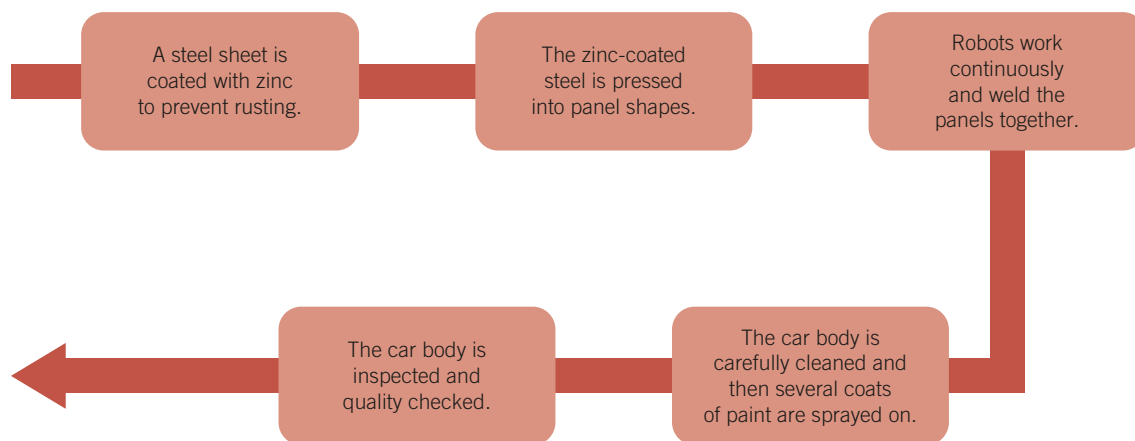 A steel sheet is
coated with zinc
to prevent rusting.
The zinc-coated
steel is pressed
into panel shapes.
Robots work
continuously
and weld the
panels together.
The car body is
carefully cleaned and
then several coats
of paint are sprayed on.
The car body is
inspected and
quality checked.